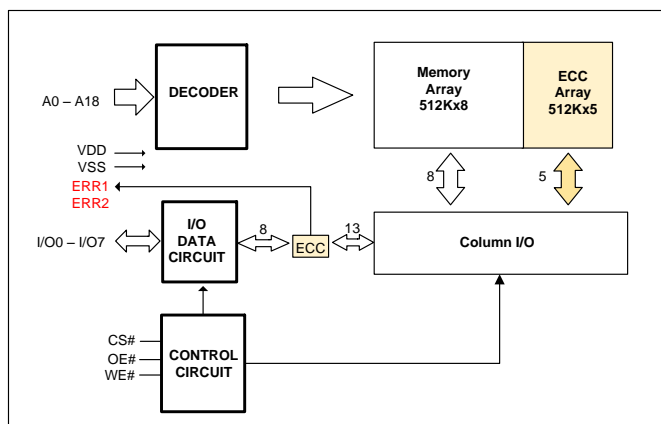 A0 – A18
DECODER
Memory
Array
512Kx8
ECC
Array
512Kx5
VDD
VSS
ERR1
ERR2
8
5
I/O0 – I/O7
I/O
DATA
CIRCUIT
8
ECC
13
Column I/O
CS#
OE#
WE#
CONTROL
CIRCUIT